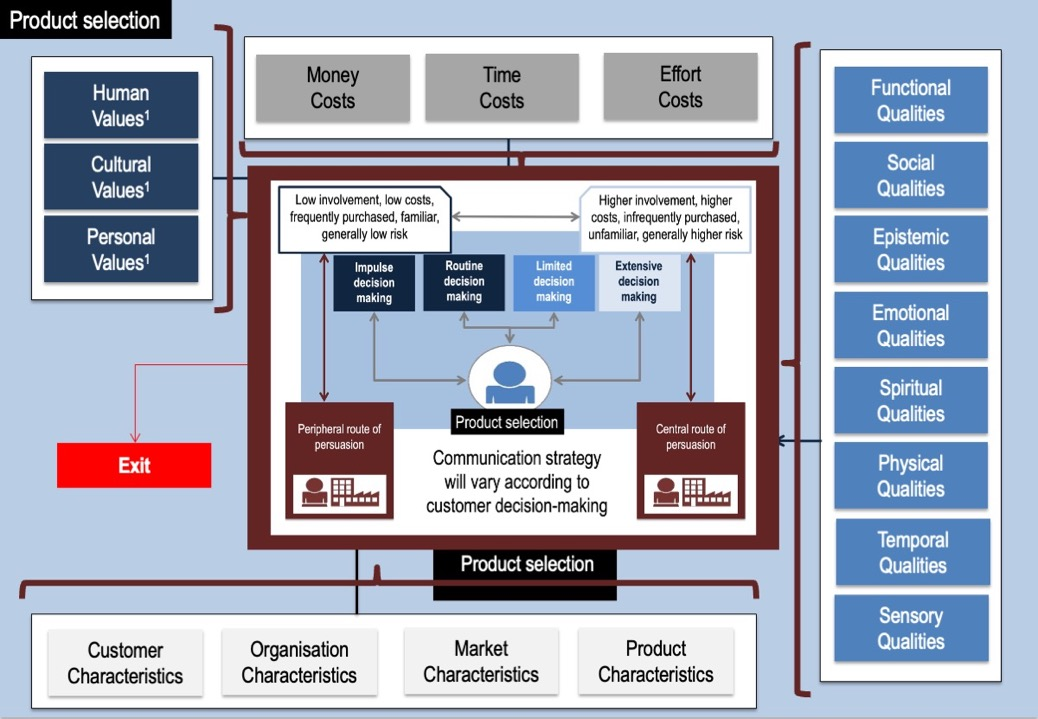 Product selection
Human
Values¹
Cultural
Values¹
Personal
Values¹
Money
Costs
Time
Costs
Effort
Costs
Functional
Qualities
Social
Qualities
Epistemic
Qualities
Emotional
Qualities
Spiritual
Qualities
Physical
Qualities
Temporal
Qualities
Sensory
Qualities
Low involvement, low costs,
frequently purchased, familiar,
generally low risk
Higher involvement, higher
costs, infrequently purchased,
unfamiliar, generally higher risk
Impulse
decision
making
Routine
decision
making
Limited
decision
making
Extensive
decision
making
Product selection
Peripheral route of
persuasion
Central route of
persuasion
Communication strategy
will vary according to
customer decision-making
Exit
Product selection
Customer
Characteristics
Organisation
Characteristics
Market
Characteristics
Product
Characteristics